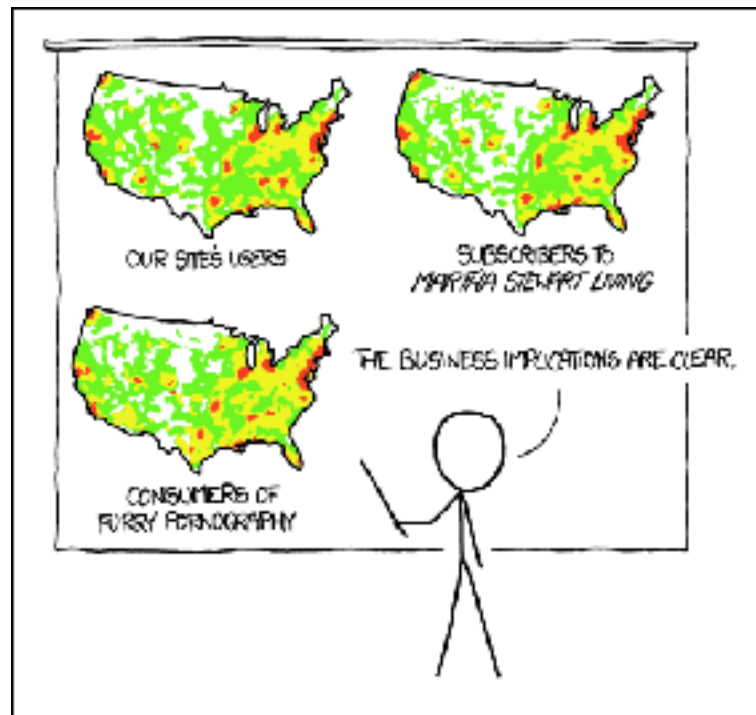 OUR SITE'S USERS
SUBSCRIBERS TO
MARTHA STEWART LIVING
THE BUSINESS IMPLICATIONS ARE CLEAR.
CONSUMERS OF
FURRY PORNOGRAPHY